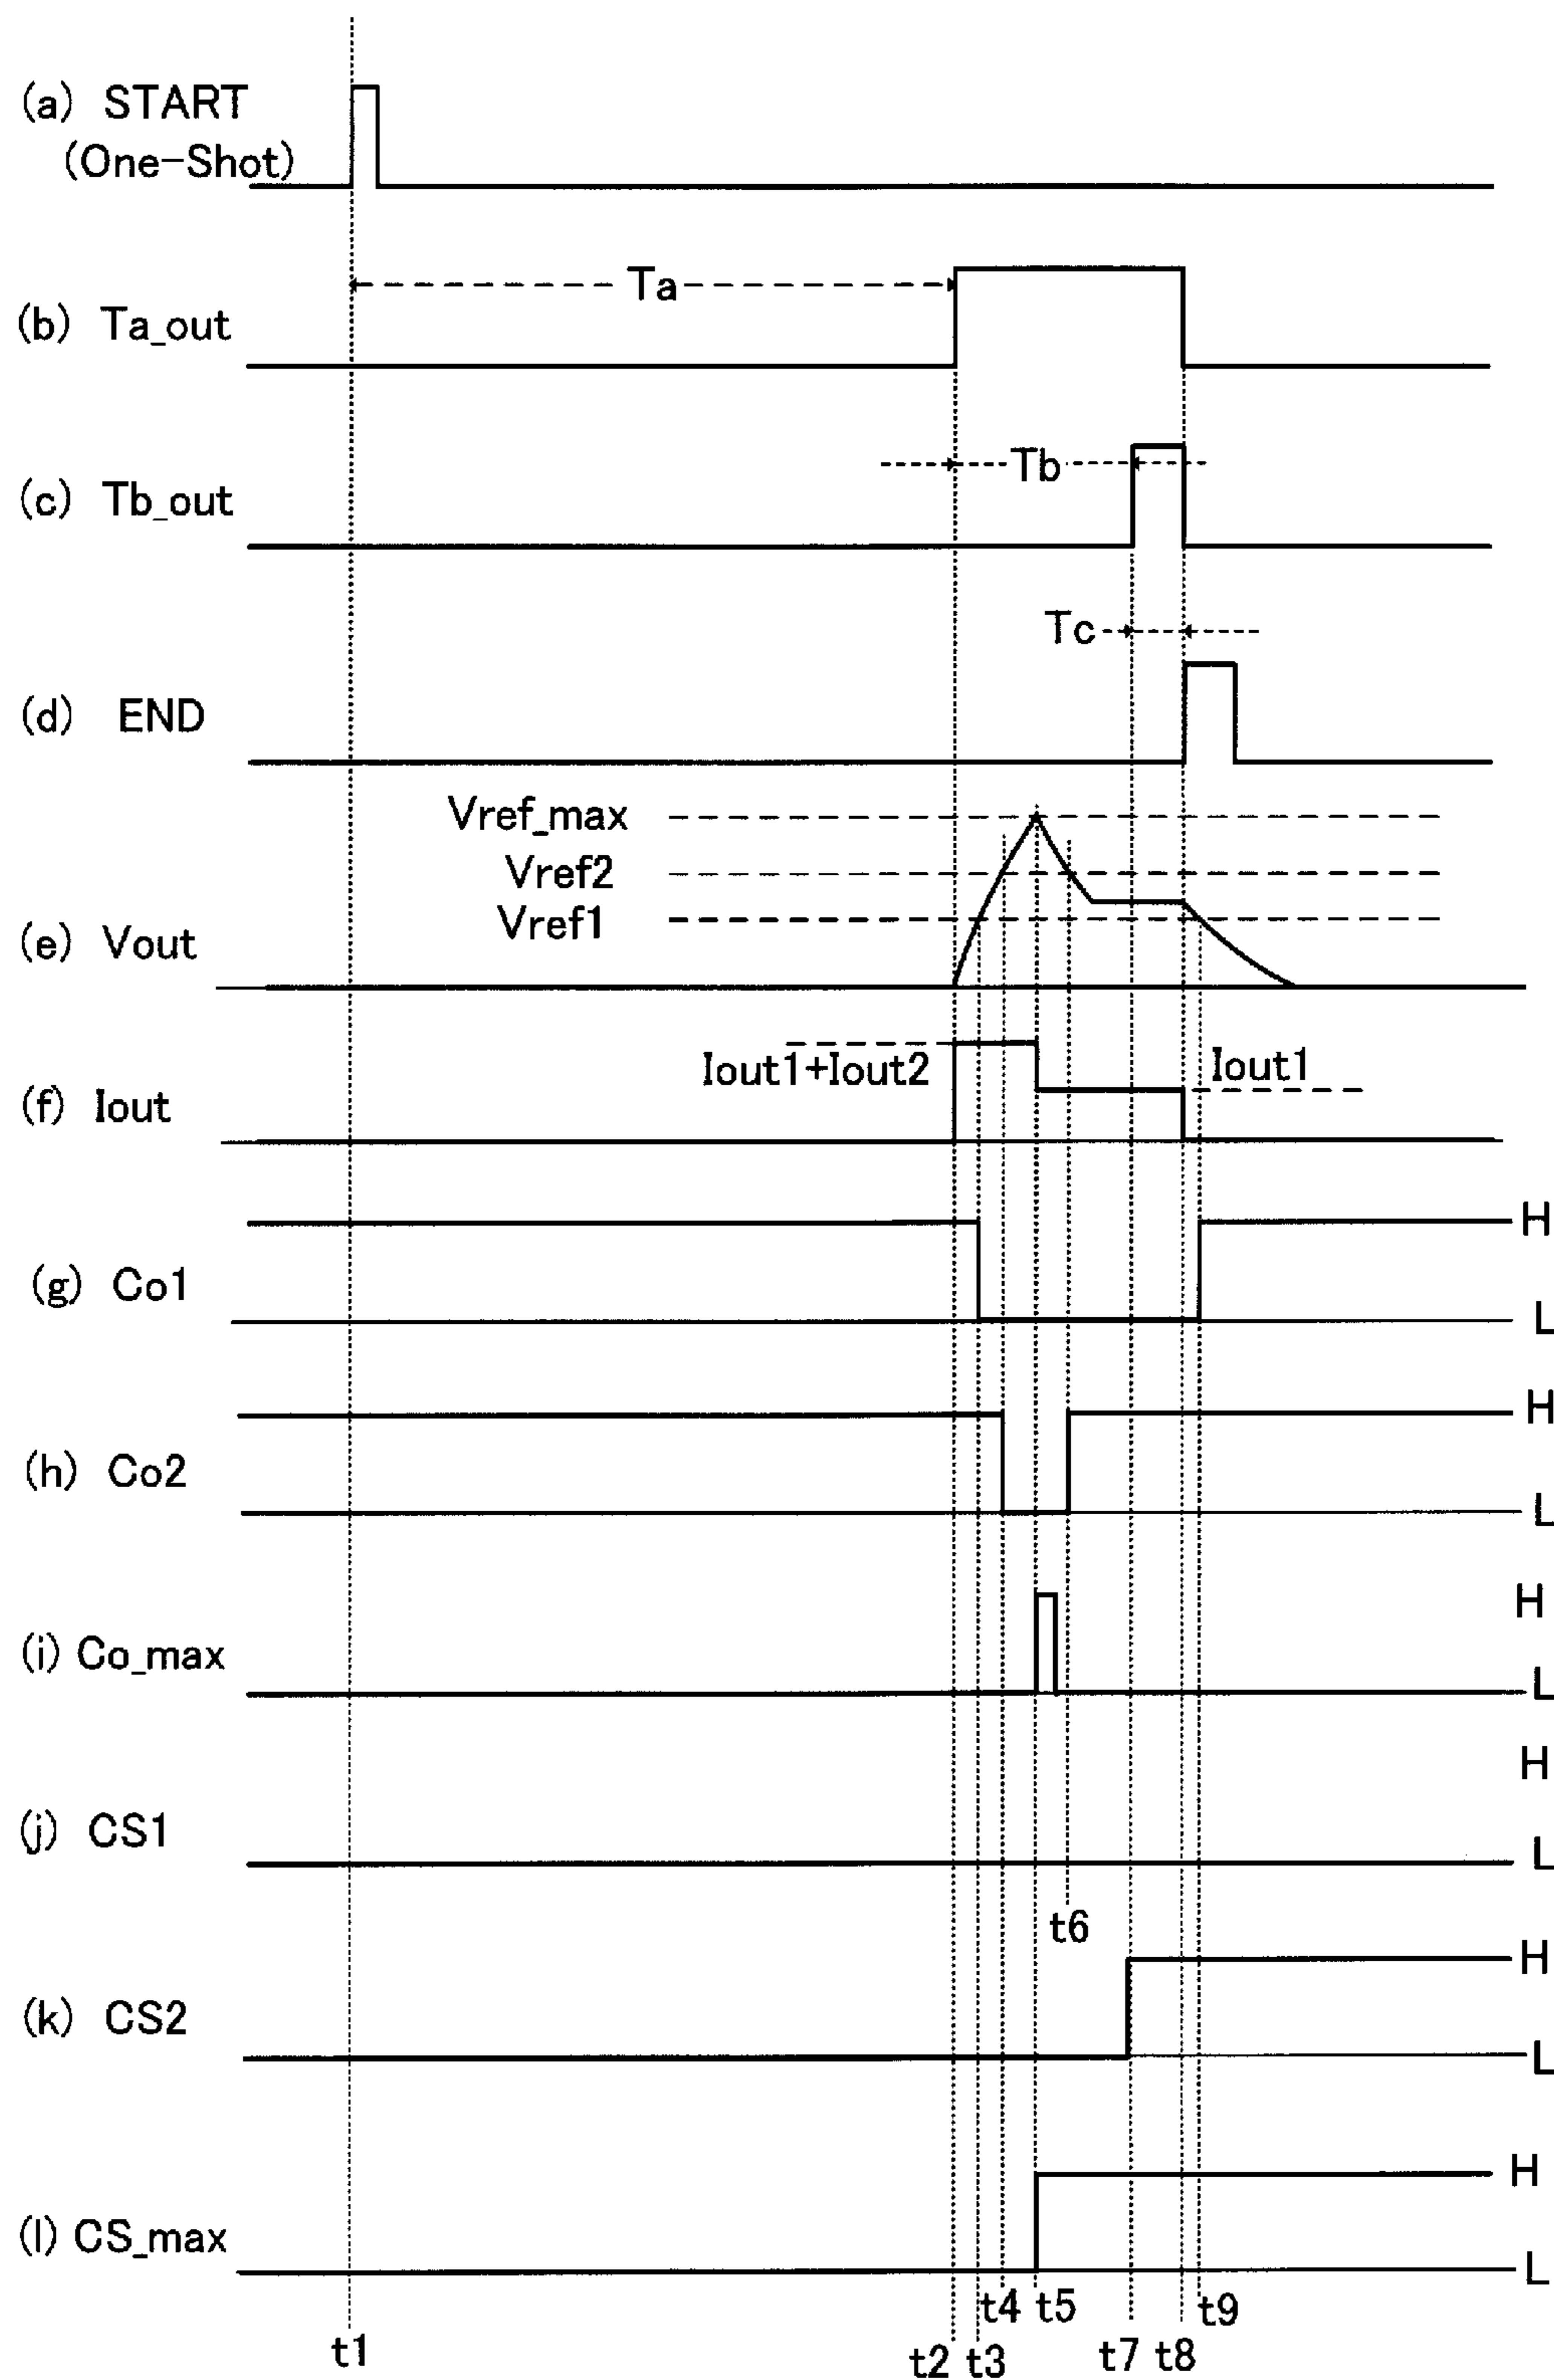 (a) START
(One-Shot)
Ta
(b) Ta_out
Tb
(c) Tb_out
Tc
(d) END
Vref_max
Vref2
Vref1
(e) Vout
Iout1+Iout2
Iout1
(f) Iout
H
(g) Co1
L
H
(h) Co2
L
H
(i) Co_max
L
H
(j) CS1
L
t6
H
(k) CS2
L
H
(l) CS_max
L
t4 t5 t9
t1 t2 t3 t7 t8